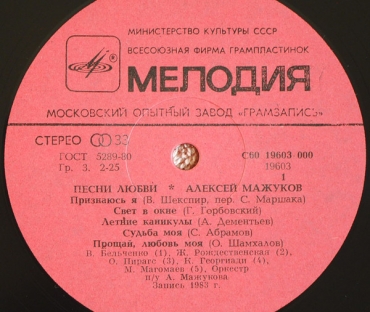 МИНИСТЕРСТВО КУЛЬТУРЫ СССР
ВСЕСОЮЗНАЯ ФИРМА ГРАМПЛАСТИНОК
МЕЛОДИЯ
МОСКОВСКИЙ ОПЫТНЫЙ ЗАВОД «ГРАМЗАПИСЬ»
СТЕРЕО 33
ГОСТ 5289-80
Гр. 3. 2-25
С60 19603 000
19603
1
ПЕСНИ ЛЮБВИ * АЛЕКСЕЙ МАЖУКОВ
Признаюсь я (В. Шекспир, пер. С. Маршака)
Свет в окне (Г. Горбовский)
Летние каникулы (А. Дементьев)
Судьба моя (С. Абрамов)
Прощай, любовь моя (О. Шамхалов)
В. Бельченко (1), Ж. Рождественская (2)
О. Пирагс (3), К. Георгиади (4),
М. Магомаев (5), Оркестр
п/у А. Мажукова
Запись 1983 г.